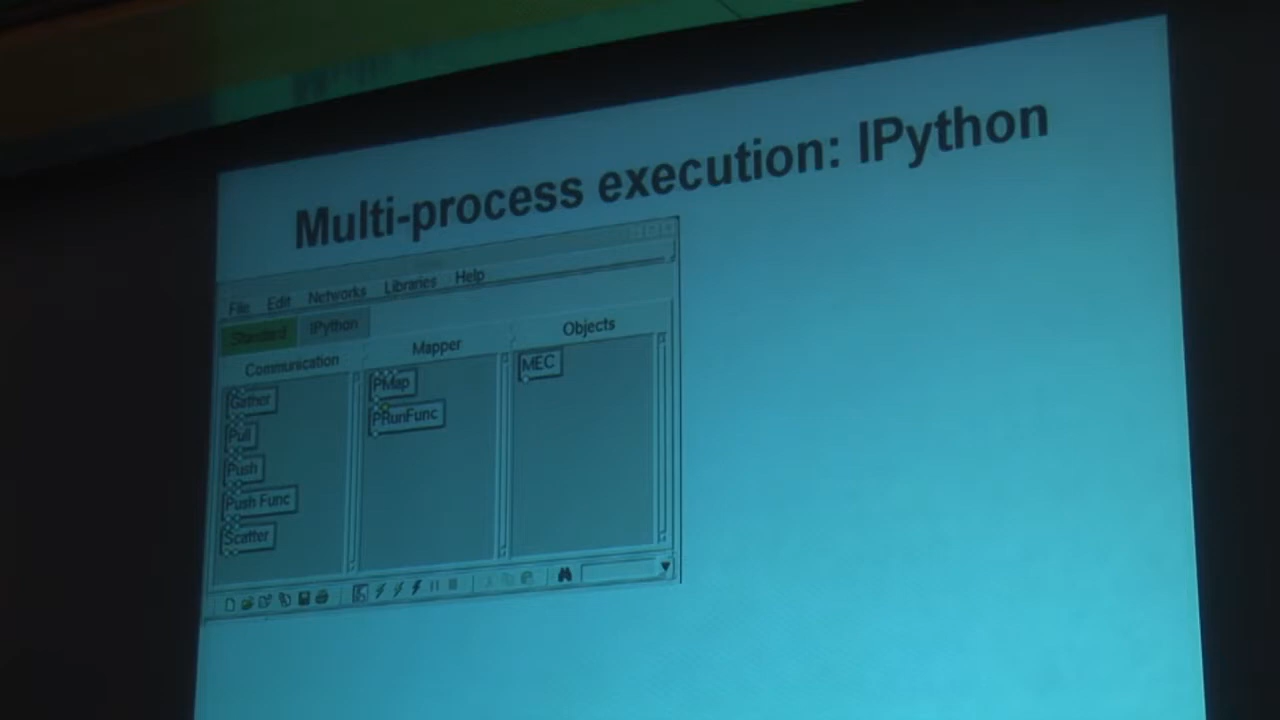 Multi-process execution: IPython
File Edit Networks Libraries Help
Standard IPython
Communication Mapper Objects
Gather PMap MEC
Pull PRunFunc
Push
Push Func
Scatter